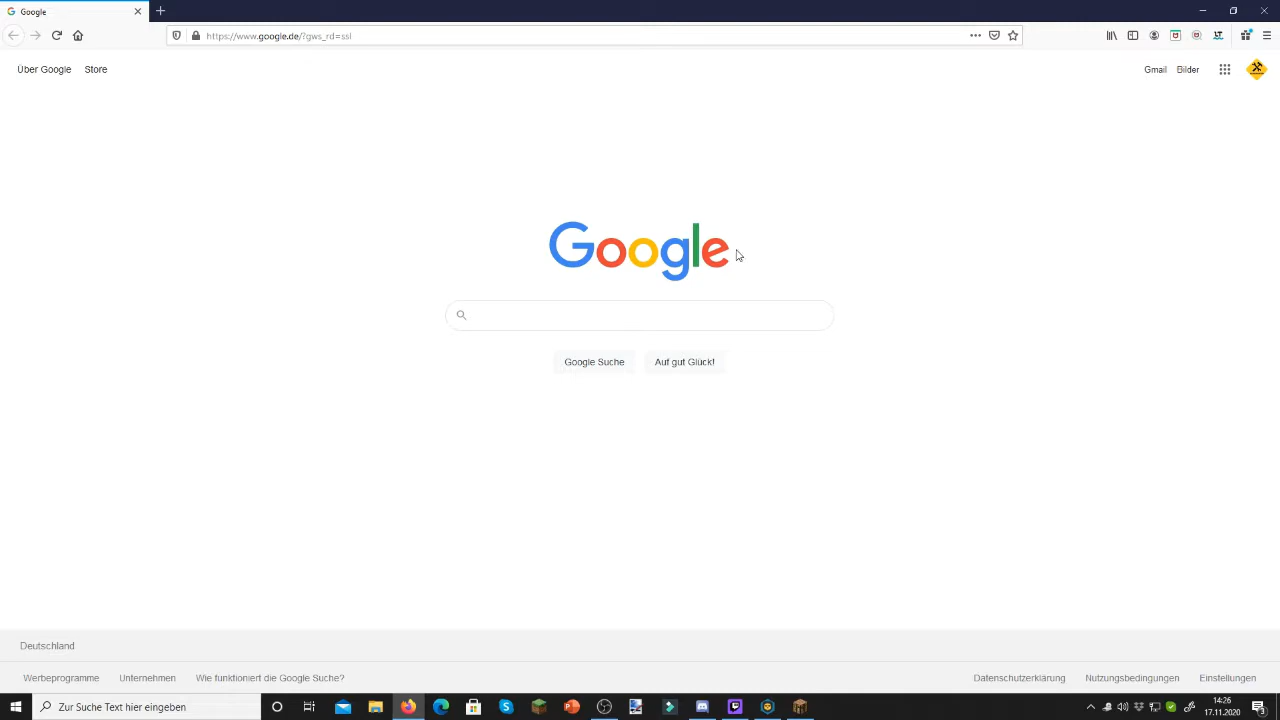 Google
https://www.google.de/?gws_rd=ssl
Über Google Store
Gmail Bilder
Google
Google Suche Auf gut Glück!
Deutschland
Werbeprogramme Unternehmen Wie funktioniert die Google Suche?
Datenschutzerklärung Nutzungsbedingungen Einstellungen
Zur Suche Text hier eingeben
14:26
17.11.2020